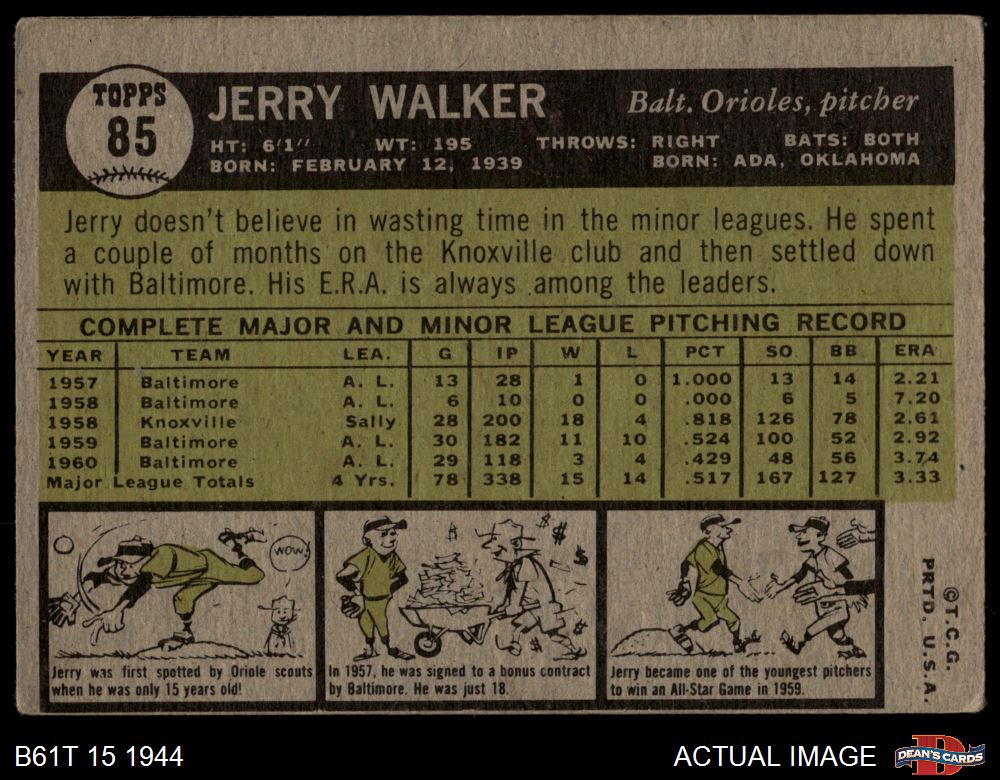 TOPPS
85
JERRY WALKER
Balt. Orioles, pitcher
HT: 6'1" WT: 195 THROWS: RIGHT BATS: BOTH
BORN: FEBRUARY 12, 1939 BORN: ADA, OKLAHOMA
Jerry doesn't believe in wasting time in the minor leagues. He spent
a couple of months on the Knoxville club and then settled down
with Baltimore. His E.R.A. is always among the leaders.
COMPLETE MAJOR AND MINOR LEAGUE PITCHING RECORD
YEAR TEAM LEA. G IP W L PCT SO BB ERA
1957 Baltimore A. L. 13 28 1 0 1.000 13 14 2.21
1958 Baltimore A. L. 6 10 0 0 .000 6 5 7.20
1958 Knoxville Sally 28 200 18 4 .818 126 78 2.61
1959 Baltimore A. L. 30 182 11 10 .524 100 52 2.92
1960 Baltimore A. L. 29 118 3 4 .429 48 56 3.74
Major League Totals 4 Yrs. 78 338 15 14 .517 167 127 3.33
WOW!
Jerry was first spotted by Oriole scouts
when he was only 15 years old!
$ $ $ $ $
In 1957, he was signed to a bonus contract
by Baltimore. He was just 18.
Jerry became one of the youngest pitchers
to win an All-Star Game in 1959.
©T.C.G.
PRTD. U.S.A.
B61T 15 1944
ACTUAL IMAGE
D
DEAN'S CARDS